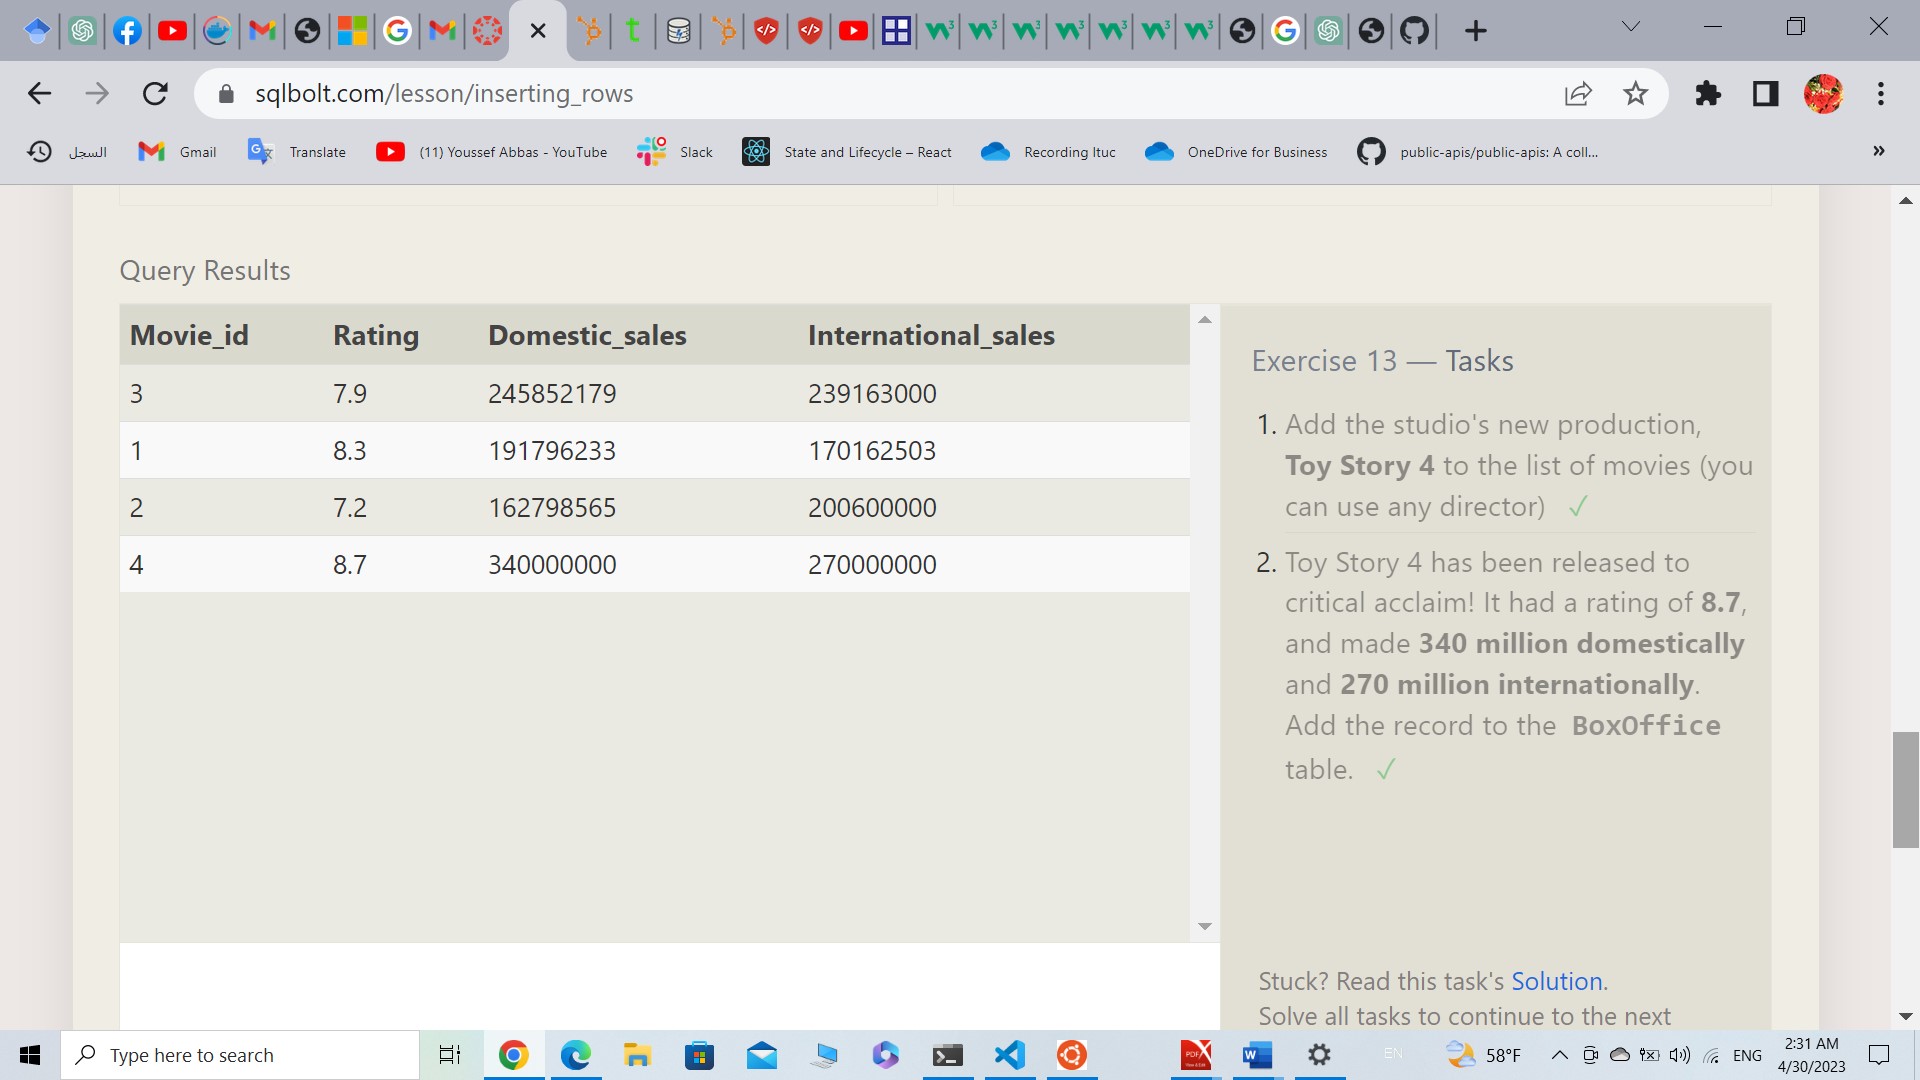 sqlbolt.com/lesson/inserting_rows
السجل
Gmail
Translate
(11) Youssef Abbas - YouTube
Slack
State and Lifecycle – React
Recording Ituc
OneDrive for Business
public-apis/public-apis: A coll...
»
Query Results
Movie_id Rating Domestic_sales International_sales
3 7.9 245852179 239163000
1 8.3 191796233 170162503
2 7.2 162798565 200600000
4 8.7 340000000 270000000
Exercise 13 — Tasks
1. Add the studio's new production,
Toy Story 4 to the list of movies (you
can use any director) ✓
2. Toy Story 4 has been released to
critical acclaim! It had a rating of 8.7,
and made 340 million domestically
and 270 million internationally.
Add the record to the BoxOffice
table. ✓
Stuck? Read this task's Solution.
Solve all tasks to continue to the next
Type here to search
EN
58°F
ENG
2:31 AM
4/30/2023